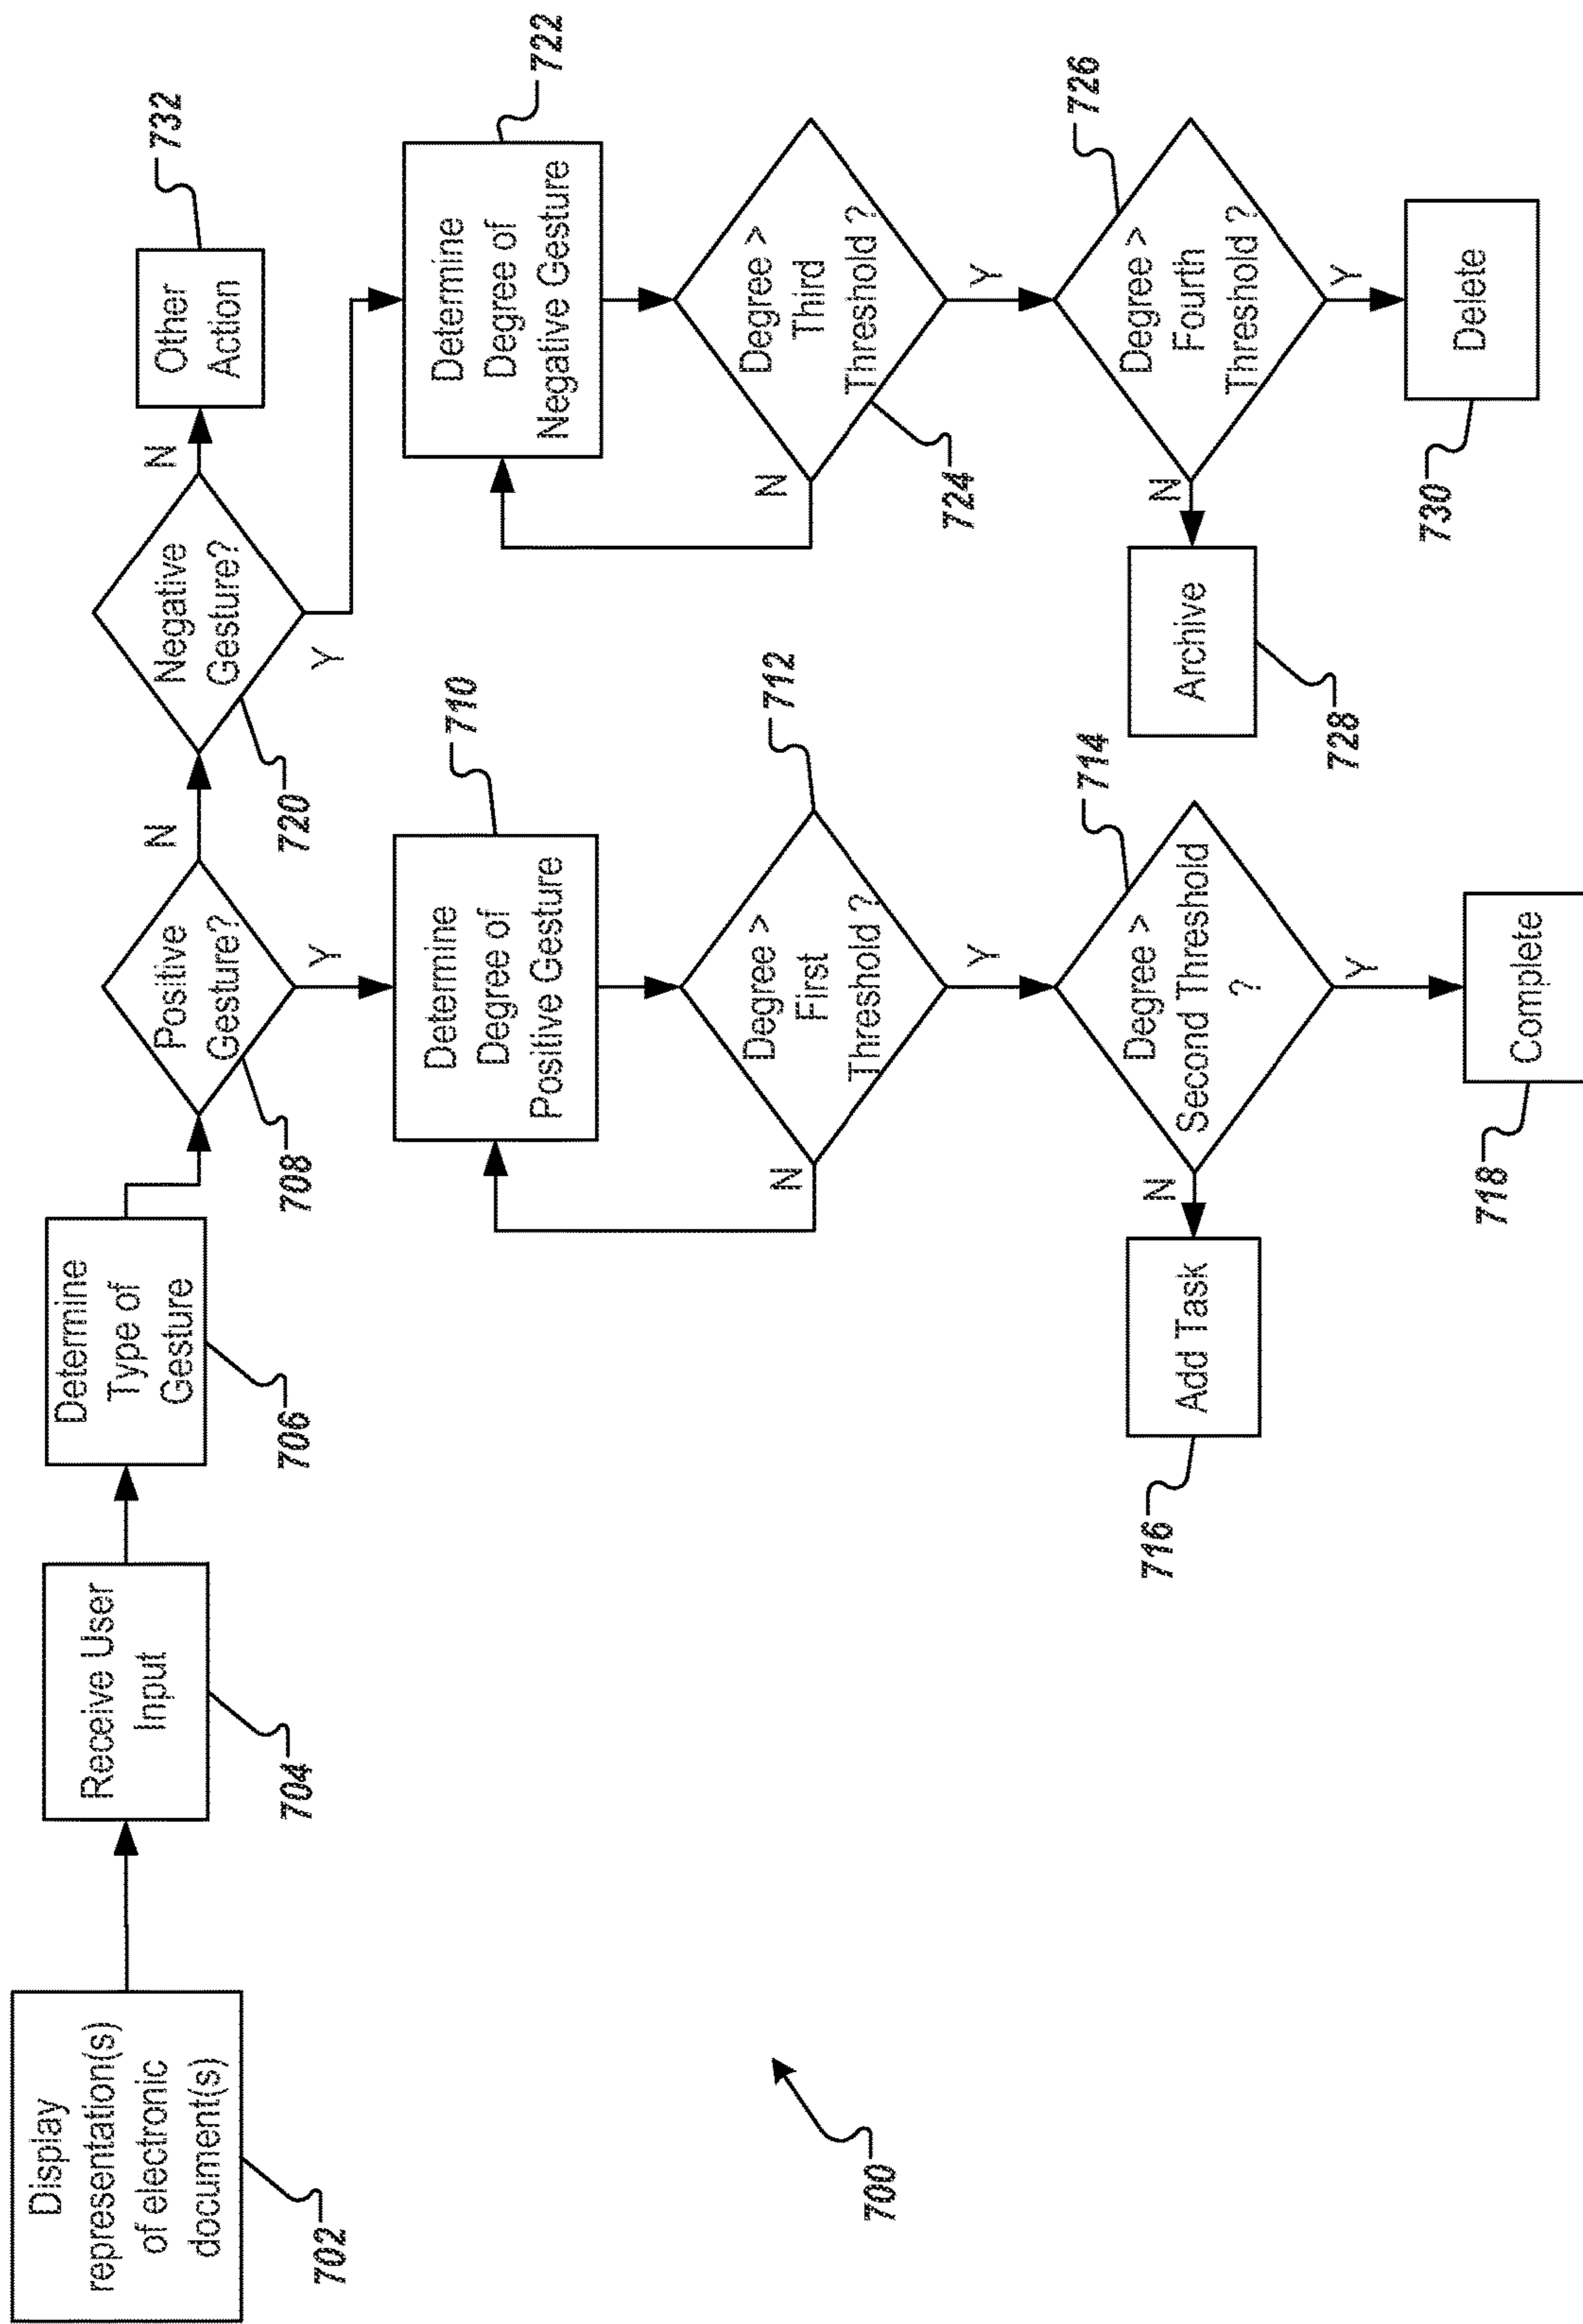 Display
representation(s)
of electronic
document(s)
702
Receive User
Input
704
Determine
Type of
Gesture
706
Positive
Gesture?
708
N
Y
Negative
Gesture?
720
N
Y
Other
Action
732
Determine
Degree of
Positive Gesture
710
Degree >
First
Threshold ?
712
N
Y
Degree >
Second Threshold
?
714
N
Y
Add Task
716
Complete
718
Determine
Degree of
Negative Gesture
722
Degree >
Third
Threshold ?
724
N
Y
Degree >
Fourth
Threshold ?
726
N
Y
Archive
728
Delete
730
700